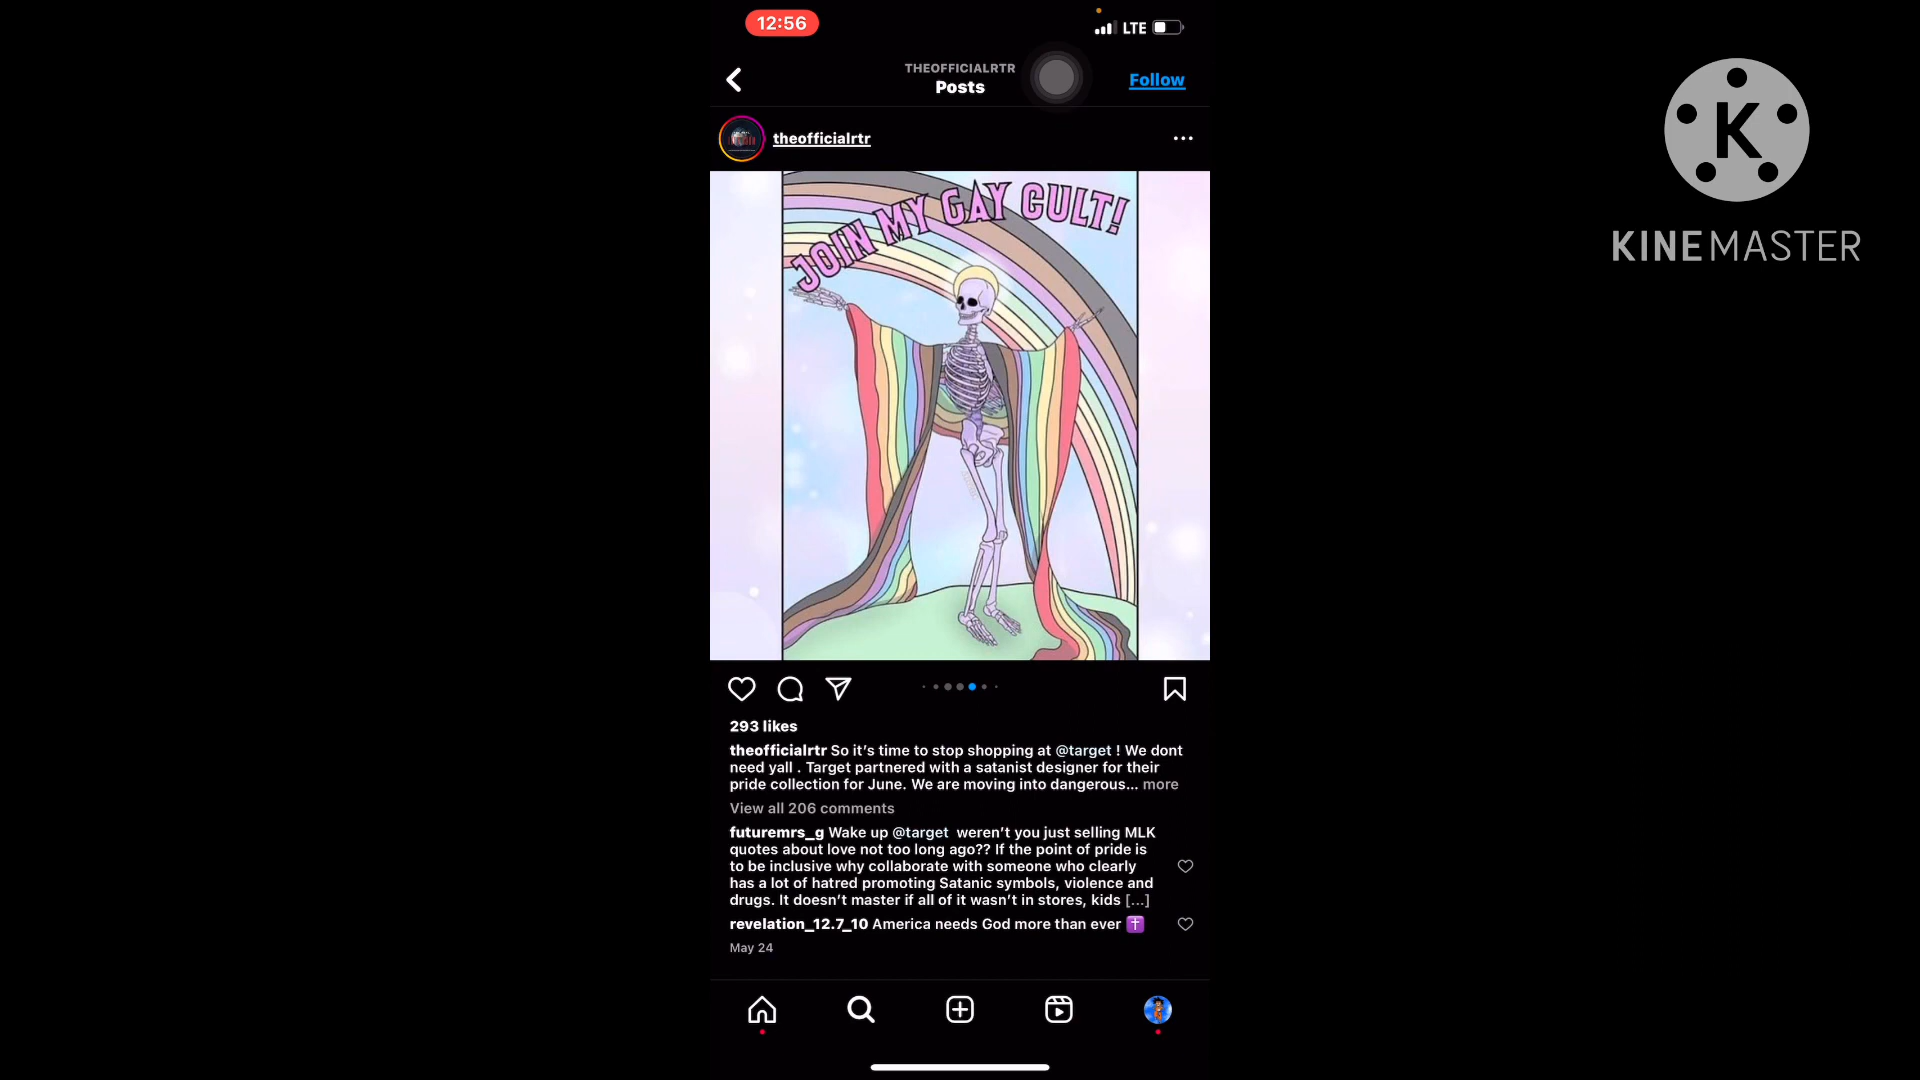 12:56
LTE
THEOFFICIALRTR
Posts
Follow
theofficialrtr
JOIN MY GAY CULT!
293 likes
theofficialrtr So it's time to stop shopping at @target ! We dont
need yall . Target partnered with a satanist designer for their
pride collection for June. We are moving into dangerous... more
View all 206 comments
futuremrs_g Wake up @target weren't you just selling MLK
quotes about love not too long ago?? If the point of pride is
to be inclusive why collaborate with someone who clearly
has a lot of hatred promoting Satanic symbols, violence and
drugs. It doesn't master if all of it wasn't in stores, kids [...]
revelation_12.7_10 America needs God more than ever ✝️
May 24
K
KINEMASTER